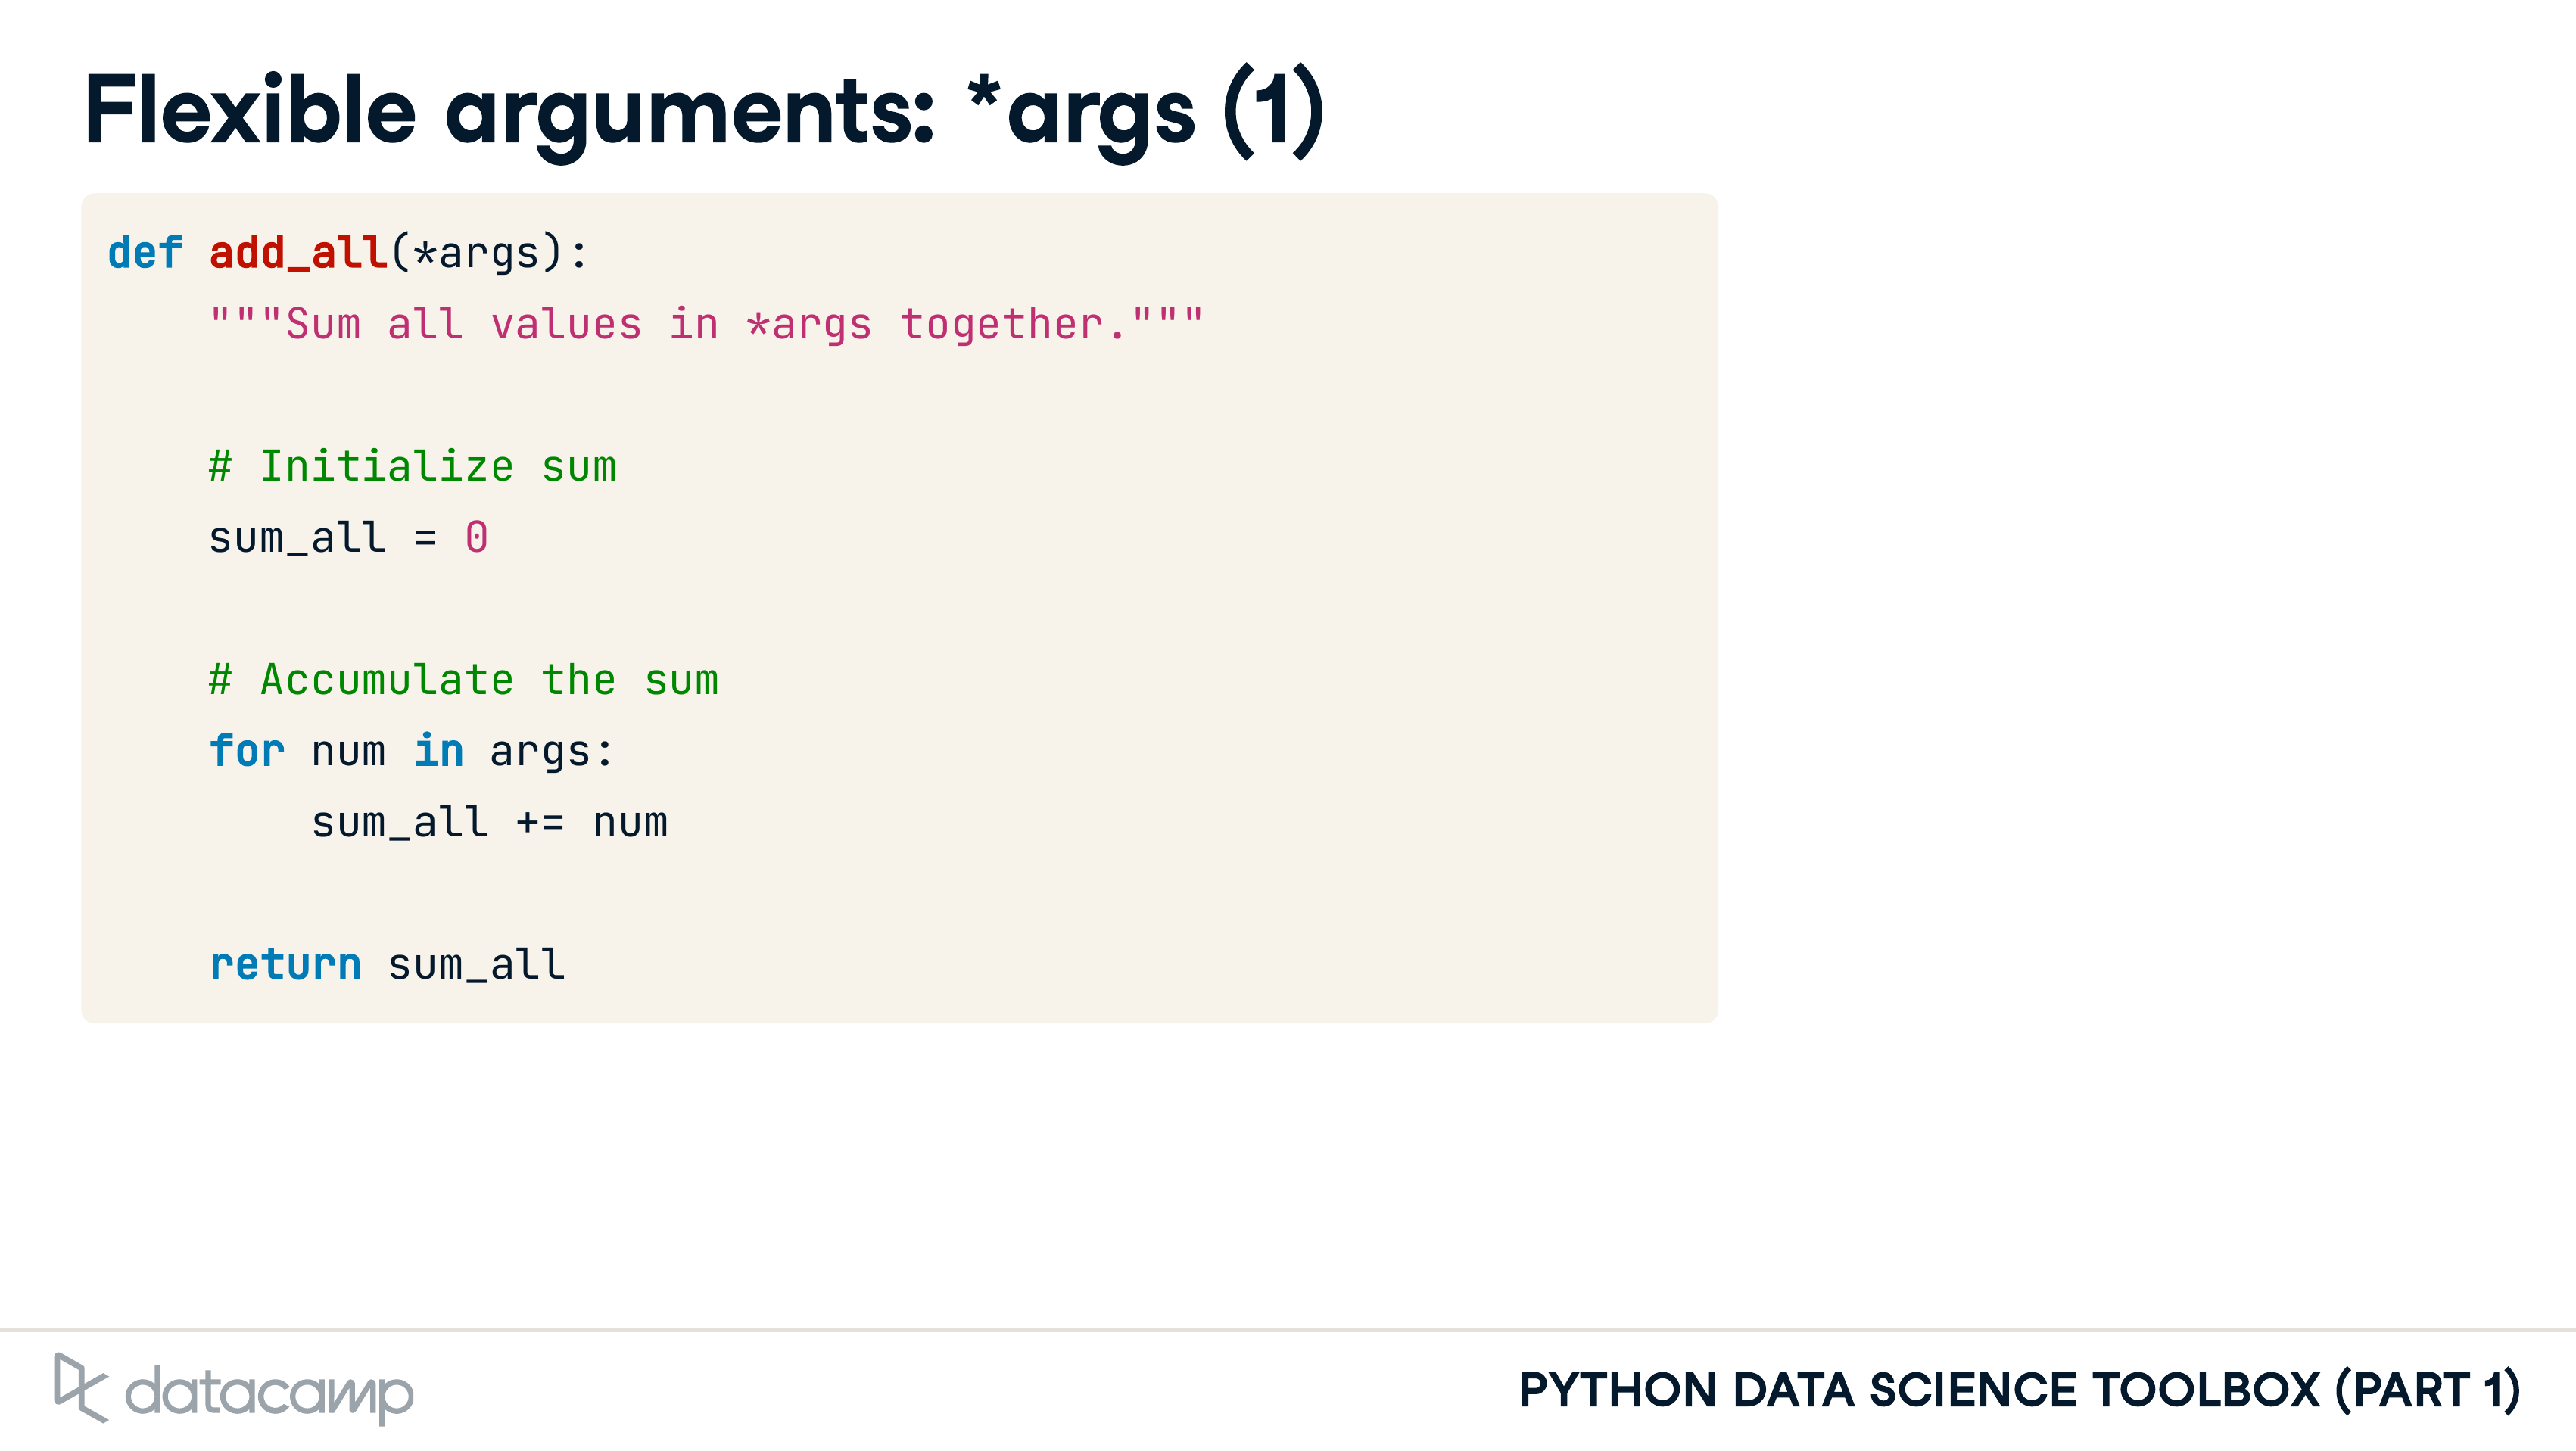 Flexible arguments: *args (1)
def add_all(*args):
    """Sum all values in *args together."""
    # Initialize sum
    sum_all = 0
    # Accumulate the sum
    for num in args:
        sum_all += num
    return sum_all
datacamp
PYTHON DATA SCIENCE TOOLBOX (PART 1)